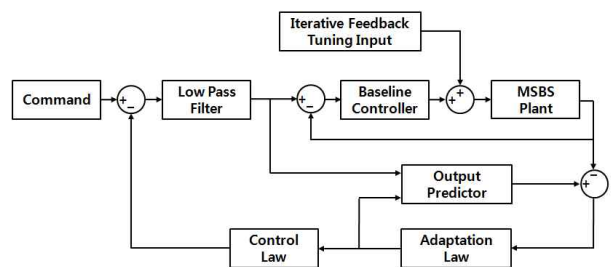 Iterative Feedback
Tuning Input
Command
+
−
Low Pass
Filter
+
−
Baseline
Controller
+
+
MSBS
Plant
Output
Predictor
+
−
Control
Law
Adaptation
Law